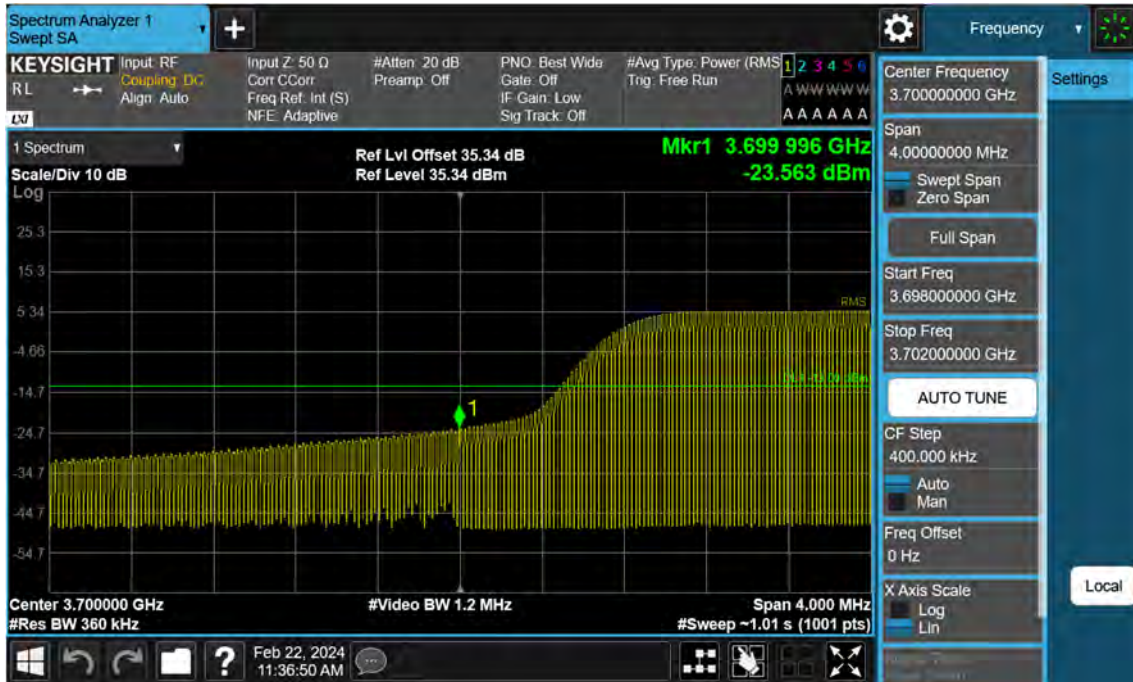 Spectrum Analyzer 1
Swept SA
Frequency
KEYSIGHT
RL
LXI
Input: RF
Coupling: DC
Align: Auto
Input Z: 50 Ω
Corr CCorr
Freq Ref: Int (S)
NFE: Adaptive
#Atten: 20 dB
Preamp: Off
PNO: Best Wide
Gate: Off
IF Gain: Low
Sig Track: Off
#Avg Type: Power (RMS
Trig: Free Run
1 2 3 4 5 6
A W W W W W
A A A A A A
Center Frequency
3.700000000 GHz
Settings
1 Spectrum
Scale/Div 10 dB
Ref Lvl Offset 35.34 dB
Ref Level 35.34 dBm
Mkr1 3.699 996 GHz
-23.563 dBm
Log
25.3
15.3
5.34
-4.66
-14.7
-24.7
-34.7
-44.7
-54.7
RMS
1
Span
4.00000000 MHz
Swept Span
Zero Span
Full Span
Start Freq
3.698000000 GHz
Stop Freq
3.702000000 GHz
AUTO TUNE
CF Step
400.000 kHz
Auto
Man
Freq Offset
0 Hz
X Axis Scale
Log
Lin
Local
Center 3.700000 GHz
#Res BW 360 kHz
#Video BW 1.2 MHz
Span 4.000 MHz
#Sweep ~1.01 s (1001 pts)
?
Feb 22, 2024
11:36:50 AM